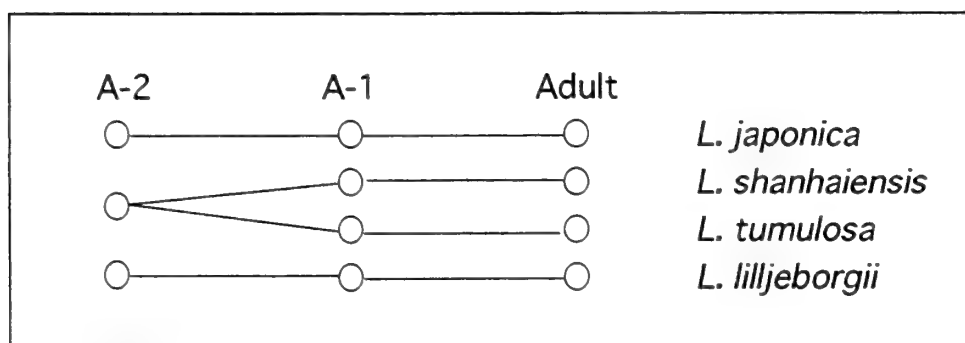 A-2 A-1 Adult
L. japonica
L. shanhaiensis
L. tumulosa
L. lilljeborgii